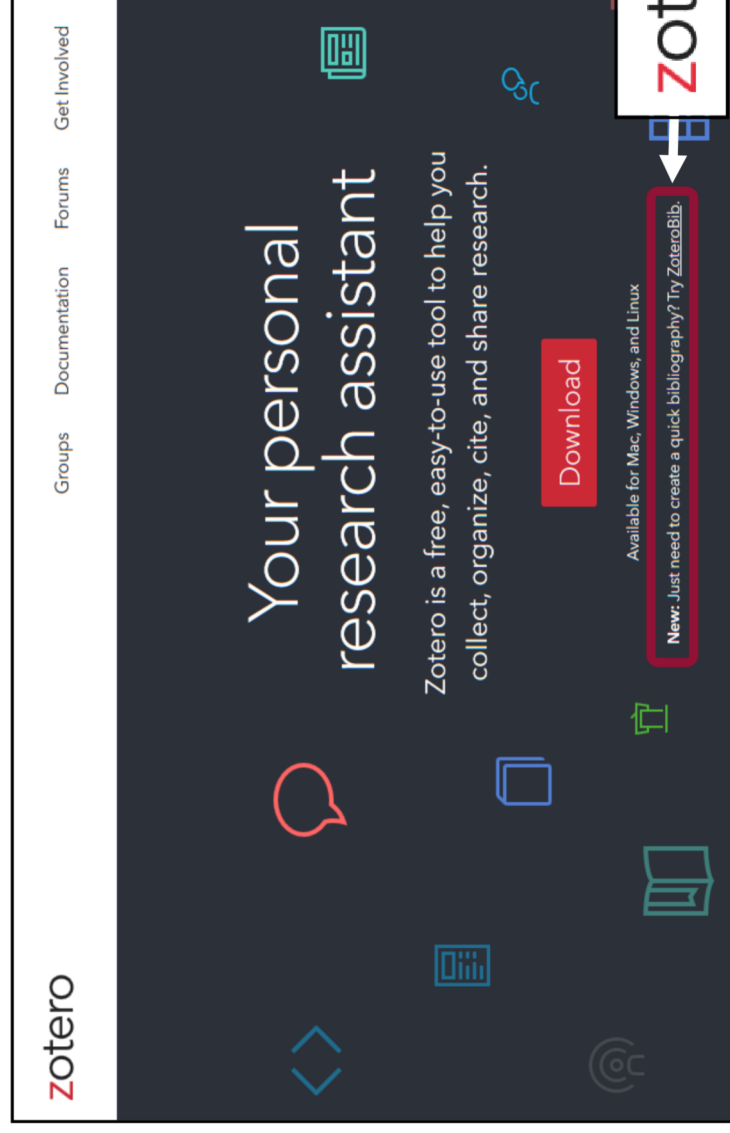 zotero
Groups Documentation Forums Get Involved
Your personal
research assistant
Zotero is a free, easy-to-use tool to help you
collect, organize, cite, and share research.
Download
Available for Mac, Windows, and Linux
New: Just need to create a quick bibliography? Try ZoteroBib.
zot